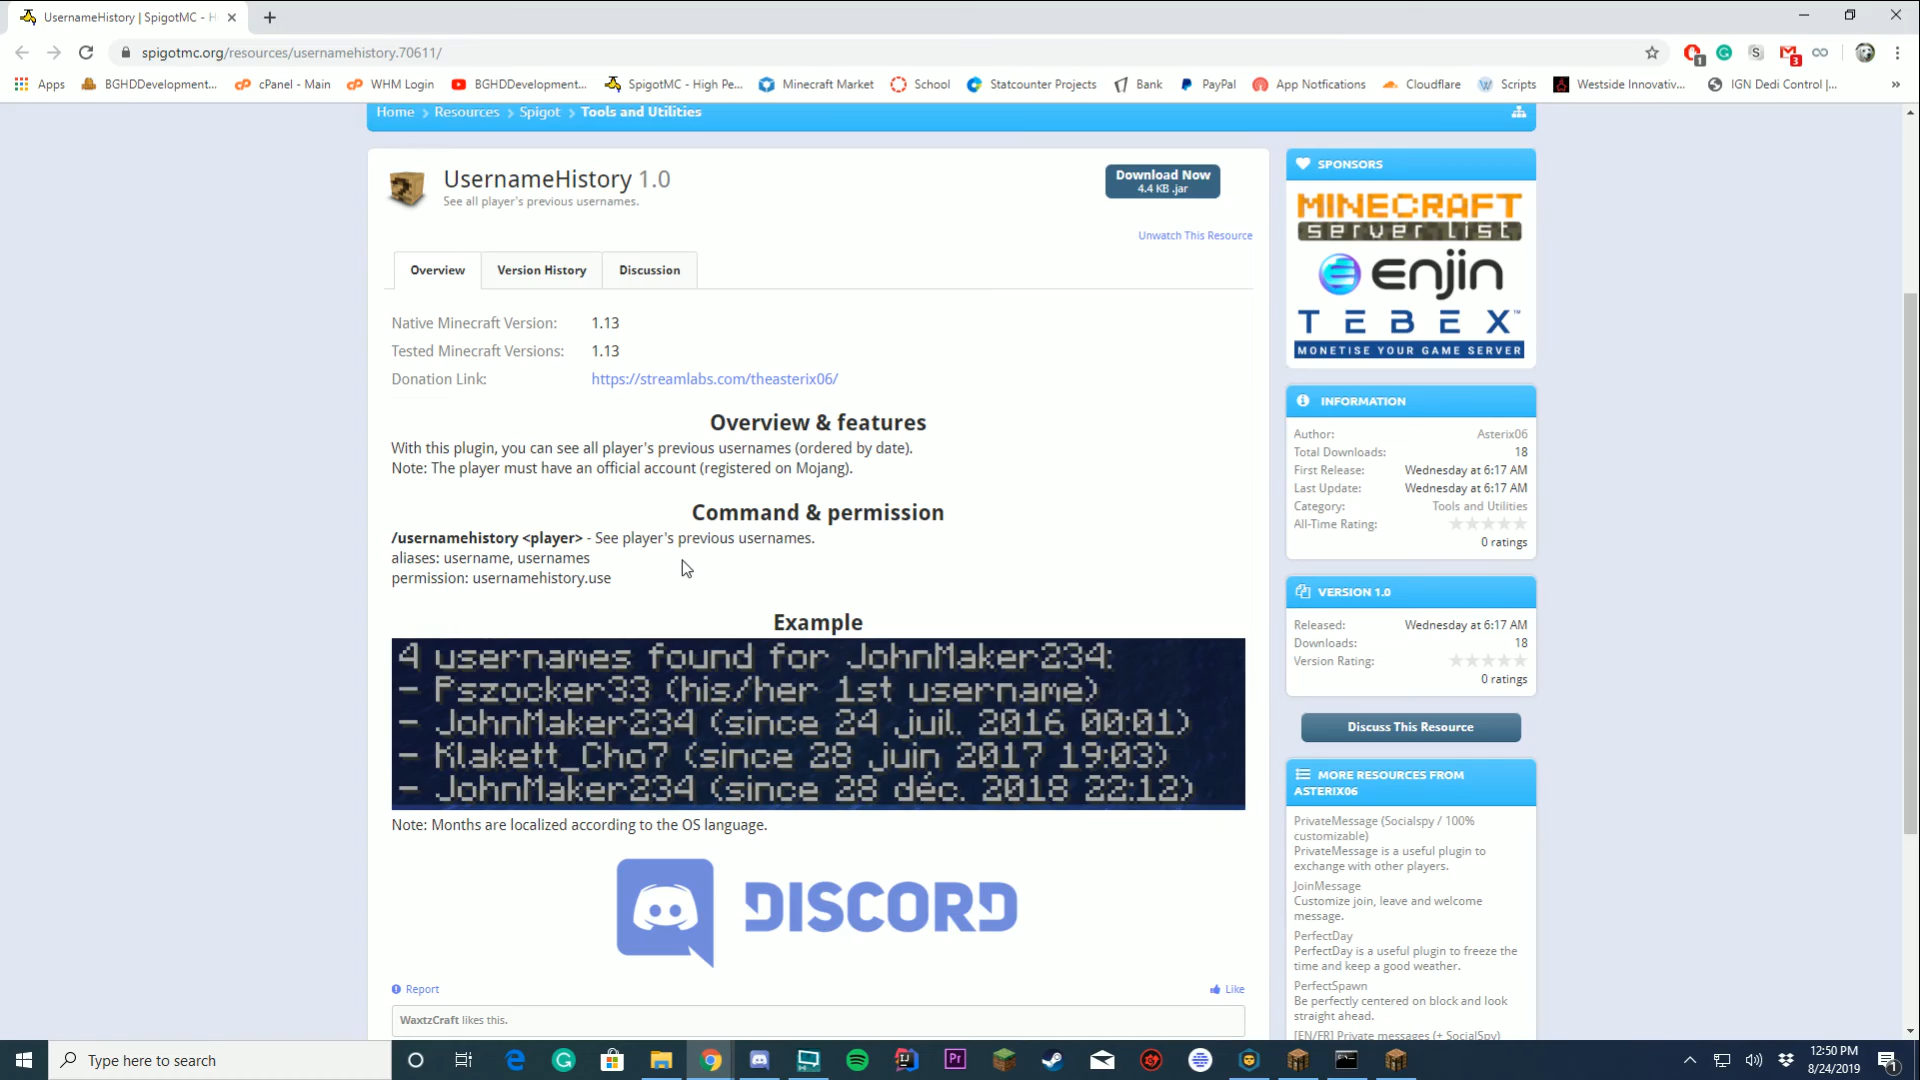 UsernameHistory | SpigotMC - H
spigotmc.org/resources/usernamehistory.70611/
1
3
Apps
BGHDDevelopment...
cPanel - Main
WHM Login
BGHDDevelopment...
SpigotMC - High Pe...
Minecraft Market
School
Statcounter Projects
Bank
PayPal
App Notfications
Cloudflare
Scripts
Westside Innovativ...
IGN Dedi Control |...
»
Home > Resources > Spigot > Tools and Utilities
UsernameHistory 1.0
See all player's previous usernames.
Download Now
4.4 KB .jar
Unwatch This Resource
Overview
Version History
Discussion
Native Minecraft Version: 1.13
Tested Minecraft Versions: 1.13
Donation Link: https://streamlabs.com/theasterix06/
Overview & features
With this plugin, you can see all player's previous usernames (ordered by date).
Note: The player must have an official account (registered on Mojang).
Command & permission
/usernamehistory <player> - See player's previous usernames.
aliases: username, usernames
permission: usernamehistory.use
Example
4 usernames found for JohnMaker234:
- Pszocker33 (his/her 1st username)
- JohnMaker234 (since 24 juil. 2016 00:01)
- Klakett_Cho7 (since 28 juin 2017 19:03)
- JohnMaker234 (since 28 déc. 2018 22:12)
Note: Months are localized according to the OS language.
DISCORD
Report
Like
WaxtzCraft likes this.
SPONSORS
MINECRAFT
server list
enjin
TEBEX™
MONETISE YOUR GAME SERVER
INFORMATION
Author: Asterix06
Total Downloads: 18
First Release: Wednesday at 6:17 AM
Last Update: Wednesday at 6:17 AM
Category: Tools and Utilities
All-Time Rating:
0 ratings
VERSION 1.0
Released: Wednesday at 6:17 AM
Downloads: 18
Version Rating:
0 ratings
Discuss This Resource
MORE RESOURCES FROM
ASTERIX06
PrivateMessage (Socialspy / 100%
customizable)
PrivateMessage is a useful plugin to
exchange with other players.
JoinMessage
Customize join, leave and welcome
message.
PerfectDay
PerfectDay is a useful plugin to freeze the
time and keep a good weather.
PerfectSpawn
Be perfectly centered on block and look
straight ahead.
[EN/FR] Private messages (+ SocialSpy)
Type here to search
12:50 PM
8/24/2019
1